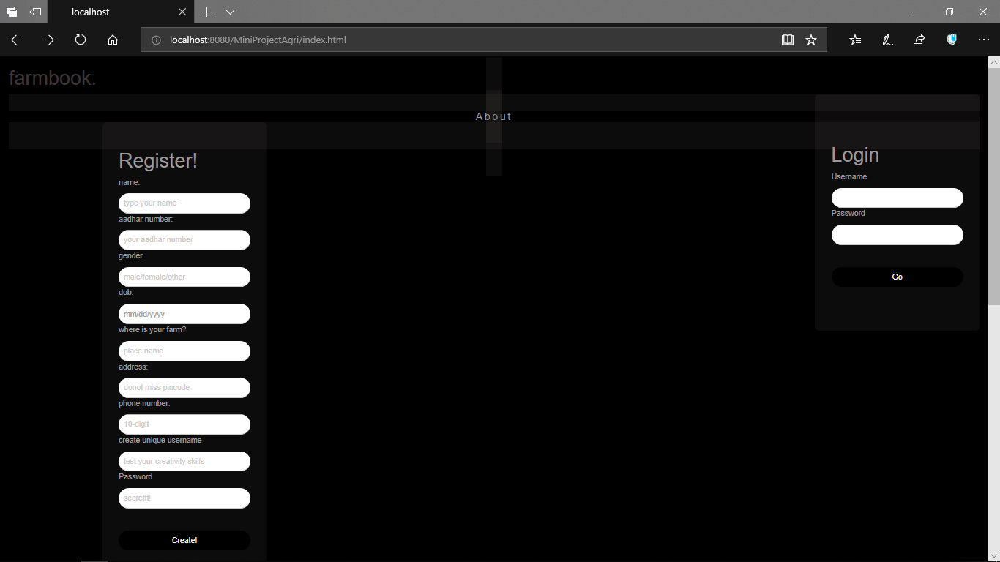 localhost
localhost:8080/MiniProjectAgri/index.html
farmbook.
About
Register!
name:
type your name
aadhar number:
your aadhar number
gender
male/female/other
dob:
mm/dd/yyyy
where is your farm?
place name
address:
donot miss pincode
phone number:
10-digit
create unique username
test your creativity skills
Password
secrettt!
Create!
Login
Username
Password
Go